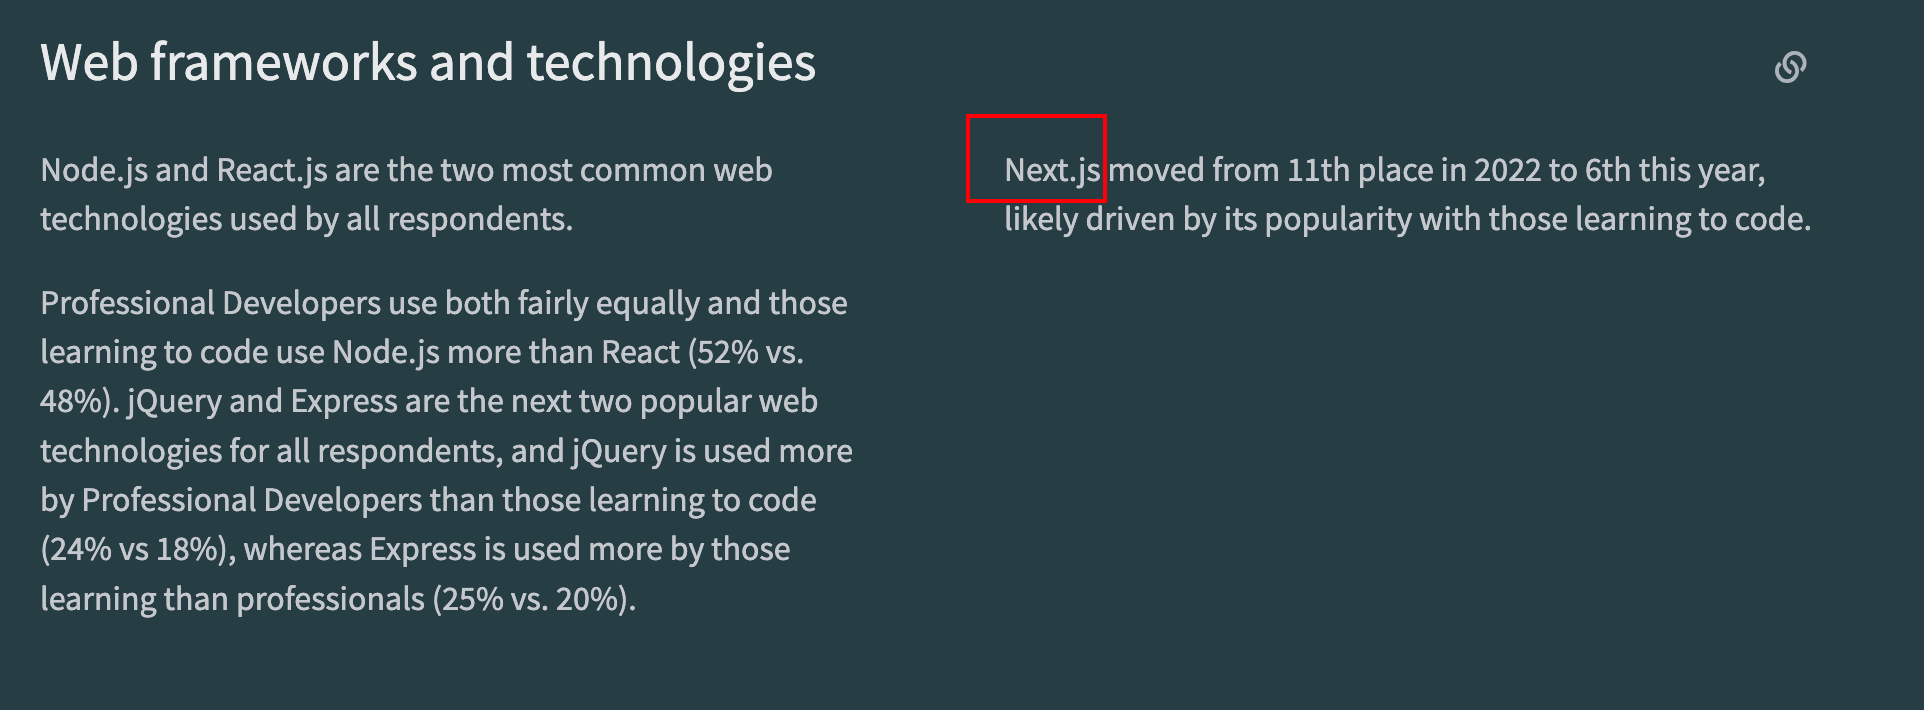 Web frameworks and technologies
Node.js and React.js are the two most common web
technologies used by all respondents.
Professional Developers use both fairly equally and those
learning to code use Node.js more than React (52% vs.
48%). jQuery and Express are the next two popular web
technologies for all respondents, and jQuery is used more
by Professional Developers than those learning to code
(24% vs 18%), whereas Express is used more by those
learning than professionals (25% vs. 20%).
Next.js moved from 11th place in 2022 to 6th this year,
likely driven by its popularity with those learning to code.